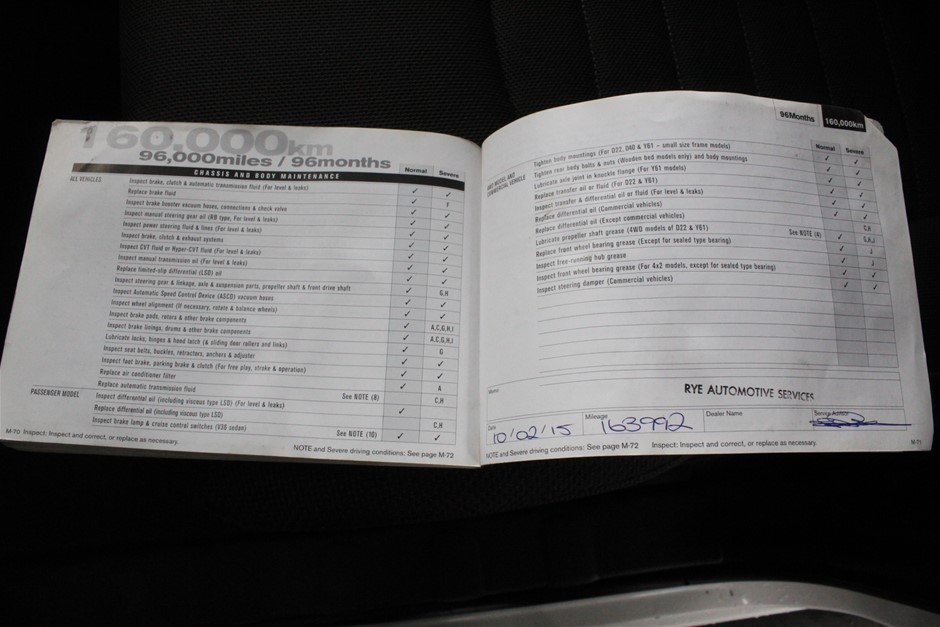 160,000km
96,000miles / 96months
CHASSIS AND BODY MAINTENANCE
Normal Severe
ALL VEHICLES
Inspect brake, clutch & automatic transmission fluid (For level & leaks)
Replace brake fluid
Inspect brake booster vacuum hoses, connections & check valve
Inspect manual steering gear oil (RB type, For level & leaks)
Inspect power steering fluid & lines (For level & leaks)
Inspect brake, clutch & exhaust systems
Inspect CVT fluid or Hyper-CVT fluid (For level & leaks)
Inspect manual transmission oil (For level & leaks)
Replace limited-slip differential (LSD) oil
Inspect steering gear & linkage, axle & suspension parts, propeller shaft & front drive shaft
Inspect Automatic Speed Control Device (ASCD) vacuum hoses
Inspect wheel alignment (If necessary, rotate & balance wheels)
Inspect brake pads, rotors & other brake components
Inspect brake linings, drums & other brake components
Lubricate locks, hinges & hood latch (& sliding door rollers and links)
Inspect seat belts, buckles, retractors, anchors & adjuster
Inspect foot brake, parking brake & clutch (For free play, stroke & operation)
Replace air conditioner filter
Replace automatic transmission fluid
PASSENGER MODEL
Inspect differential oil (including viscous type LSD) (For level & leaks) See NOTE (8)
Replace differential oil (including viscous type LSD)
Inspect brake lamp & cruise control switches (V36 sedan) See NOTE (10)
✓ ✓
✓ F
G,H
A,C,G,H,I
A,C,G,H,I
G
A
C,H
C,H
M-70 Inspect: Inspect and correct, or replace as necessary.
NOTE and Severe driving conditions: See page M-72
96Months 160,000km
Normal Severe
COMMERCIAL VEHICLE
Tighten body mountings (For D22, D40 & Y61 – small size frame models)
Tighten rear body bolts & nuts (Wooden bed models only) and body mountings
Lubricate axle joint in knuckle flange (For Y61 models)
Replace transfer oil or fluid (For D22 & Y61)
Inspect transfer & differential oil or fluid (For level & leaks)
Replace differential oil (Commercial vehicles)
Replace differential oil (Except commercial vehicles)
Lubricate propeller shaft grease (4WD models of D22 & Y61) See NOTE (6)
Replace front wheel bearing grease (Except for sealed type bearing)
Inspect free-running hub grease
Inspect front wheel bearing grease (For 4x2 models, except for sealed type bearing)
Inspect steering damper (Commercial vehicles)
C,H
G,H,J
J
J
Memo:
RYE AUTOMOTIVE SERVICES
Date Mileage Dealer Name
10/02/15 163992
NOTE and Severe driving conditions: See page M-72 Inspect: Inspect and correct, or replace as necessary.
M-71